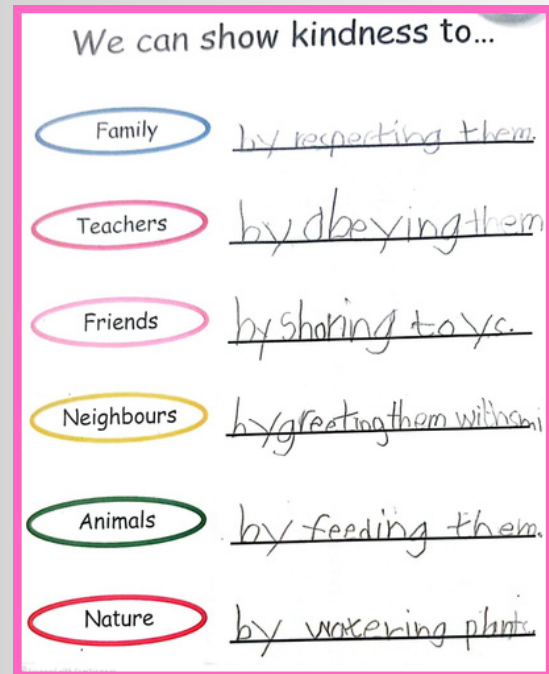 We can show kindness to...
Family by respecting them.
Teachers by obeying them
Friends by sharing toys.
Neighbours by greeting them with smi
Animals by feeding them.
Nature by watering plants.